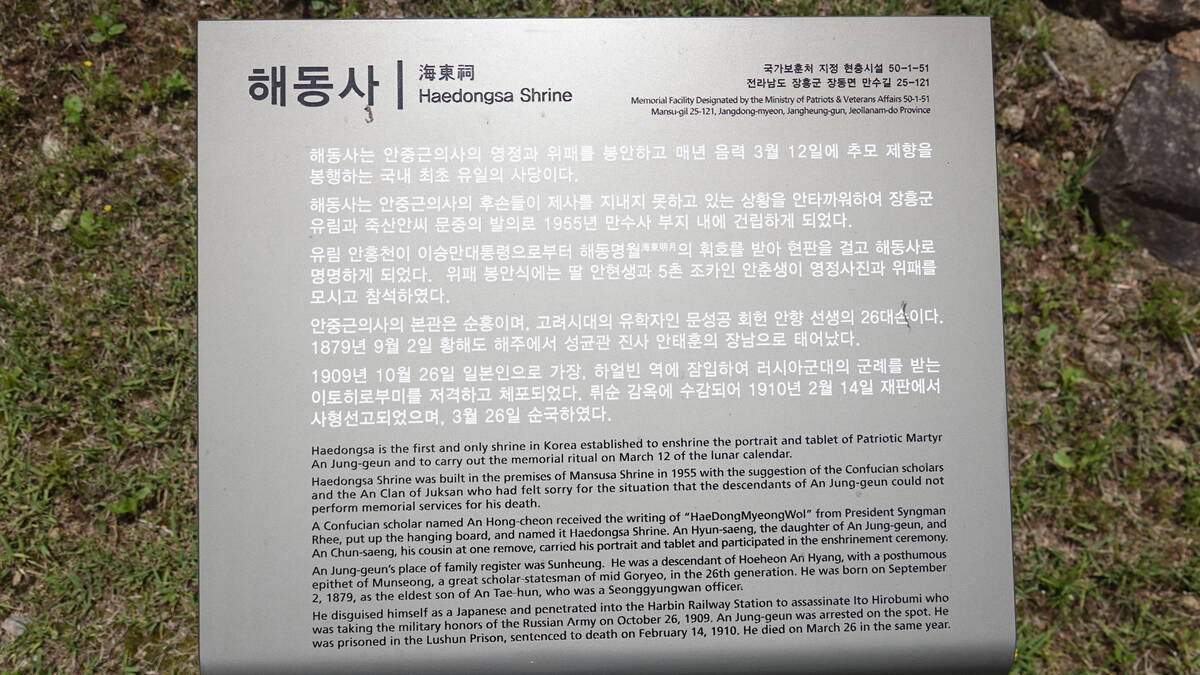 해동사
海東祠
Haedongsa Shrine
국가보훈처 지정 현충시설 50-1-51
전라남도 장흥군 장동면 만수길 25-121
Memorial Facility Designated by the Ministry of Patriots & Veterans Affairs 50-1-51
Mansu-gil 25-121, Jangdong-myeon, Jangheung-gun, Jeollanam-do Province
해동사는 안중근의사의 영정과 위패를 봉안하고 매년 음력 3월 12일에 추모 제향을
봉행하는 국내 최초 유일의 사당이다.
해동사는 안중근의사의 후손들이 제사를 지내지 못하고 있는 상황을 안타까워하여 장흥군
유림과 죽산안씨 문중의 발의로 1955년 만수사 부지 내에 건립하게 되었다.
유림 안홍천이 이승만대통령으로부터 해동명월海東明月의 휘호를 받아 현판을 걸고 해동사로
명명하게 되었다. 위패 봉안식에는 딸 안현생과 5촌 조카인 안춘생이 영정사진과 위패를
모시고 참석하였다.
안중근의사의 본관은 순흥이며, 고려시대의 유학자인 문성공 회헌 안향 선생의 26대손이다.
1879년 9월 2일 황해도 해주에서 성균관 진사 안태훈의 장남으로 태어났다.
1909년 10월 26일 일본인으로 가장, 하얼빈 역에 잠입하여 러시아군대의 군례를 받는
이토히로부미를 저격하고 체포되었다. 뤼순 감옥에 수감되어 1910년 2월 14일 재판에서
사형선고되었으며, 3월 26일 순국하였다.
Haedongsa is the first and only shrine in Korea established to enshrine the portrait and tablet of Patriotic Martyr
An Jung-geun and to carry out the memorial ritual on March 12 of the lunar calendar.
Haedongsa Shrine was built in the premises of Mansusa Shrine in 1955 with the suggestion of the Confucian scholars
and the An Clan of Juksan who had felt sorry for the situation that the descendants of An Jung-geun could not
perform memorial services for his death.
A Confucian scholar named An Hong-cheon received the writing of “HaeDongMyeongWol” from President Syngman
Rhee, put up the hanging board, and named it Haedongsa Shrine. An Hyun-saeng, the daughter of An Jung-geun, and
An Chun-saeng, his cousin at one remove, carried his portrait and tablet and participated in the enshrinement ceremony.
An Jung-geun's place of family register was Sunheung. He was a descendant of Hoeheon An Hyang, with a posthumous
epithet of Munseong, a great scholar-statesman of mid Goryeo, in the 26th generation. He was born on September
2, 1879, as the eldest son of An Tae-hun, who was a Seonggyungwan officer.
He disguised himself as a Japanese and penetrated into the Harbin Railway Station to assassinate Ito Hirobumi who
was taking the military honors of the Russian Army on October 26, 1909. An Jung-geun was arrested on the spot. He
was prisoned in the Lushun Prison, sentenced to death on February 14, 1910. He died on March 26 in the same year.